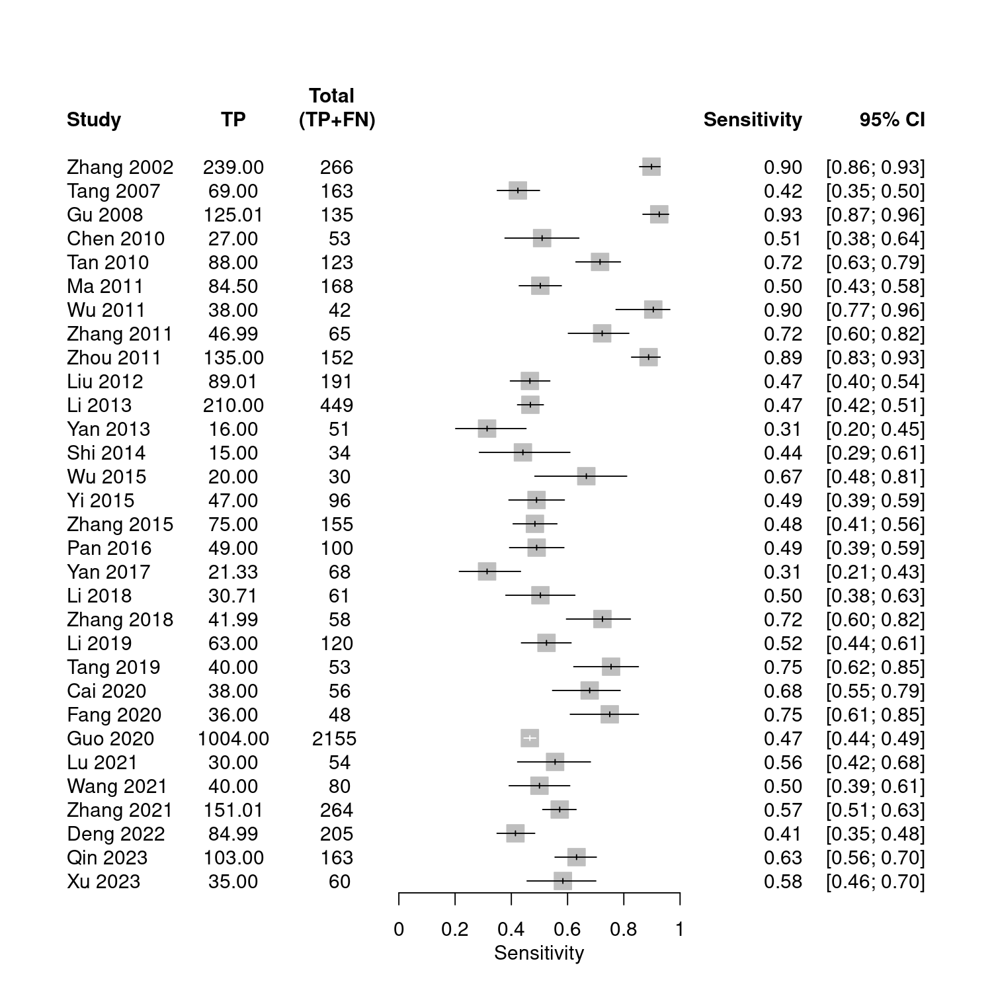 Total
Study TP (TP+FN) Sensitivity 95% CI
Zhang 2002 239.00 266 0.90 [0.86; 0.93]
Tang 2007 69.00 163 0.42 [0.35; 0.50]
Gu 2008 125.01 135 0.93 [0.87; 0.96]
Chen 2010 27.00 53 0.51 [0.38; 0.64]
Tan 2010 88.00 123 0.72 [0.63; 0.79]
Ma 2011 84.50 168 0.50 [0.43; 0.58]
Wu 2011 38.00 42 0.90 [0.77; 0.96]
Zhang 2011 46.99 65 0.72 [0.60; 0.82]
Zhou 2011 135.00 152 0.89 [0.83; 0.93]
Liu 2012 89.01 191 0.47 [0.40; 0.54]
Li 2013 210.00 449 0.47 [0.42; 0.51]
Yan 2013 16.00 51 0.31 [0.20; 0.45]
Shi 2014 15.00 34 0.44 [0.29; 0.61]
Wu 2015 20.00 30 0.67 [0.48; 0.81]
Yi 2015 47.00 96 0.49 [0.39; 0.59]
Zhang 2015 75.00 155 0.48 [0.41; 0.56]
Pan 2016 49.00 100 0.49 [0.39; 0.59]
Yan 2017 21.33 68 0.31 [0.21; 0.43]
Li 2018 30.71 61 0.50 [0.38; 0.63]
Zhang 2018 41.99 58 0.72 [0.60; 0.82]
Li 2019 63.00 120 0.52 [0.44; 0.61]
Tang 2019 40.00 53 0.75 [0.62; 0.85]
Cai 2020 38.00 56 0.68 [0.55; 0.79]
Fang 2020 36.00 48 0.75 [0.61; 0.85]
Guo 2020 1004.00 2155 0.47 [0.44; 0.49]
Lu 2021 30.00 54 0.56 [0.42; 0.68]
Wang 2021 40.00 80 0.50 [0.39; 0.61]
Zhang 2021 151.01 264 0.57 [0.51; 0.63]
Deng 2022 84.99 205 0.41 [0.35; 0.48]
Qin 2023 103.00 163 0.63 [0.56; 0.70]
Xu 2023 35.00 60 0.58 [0.46; 0.70]
0 0.2 0.4 0.6 0.8 1
Sensitivity